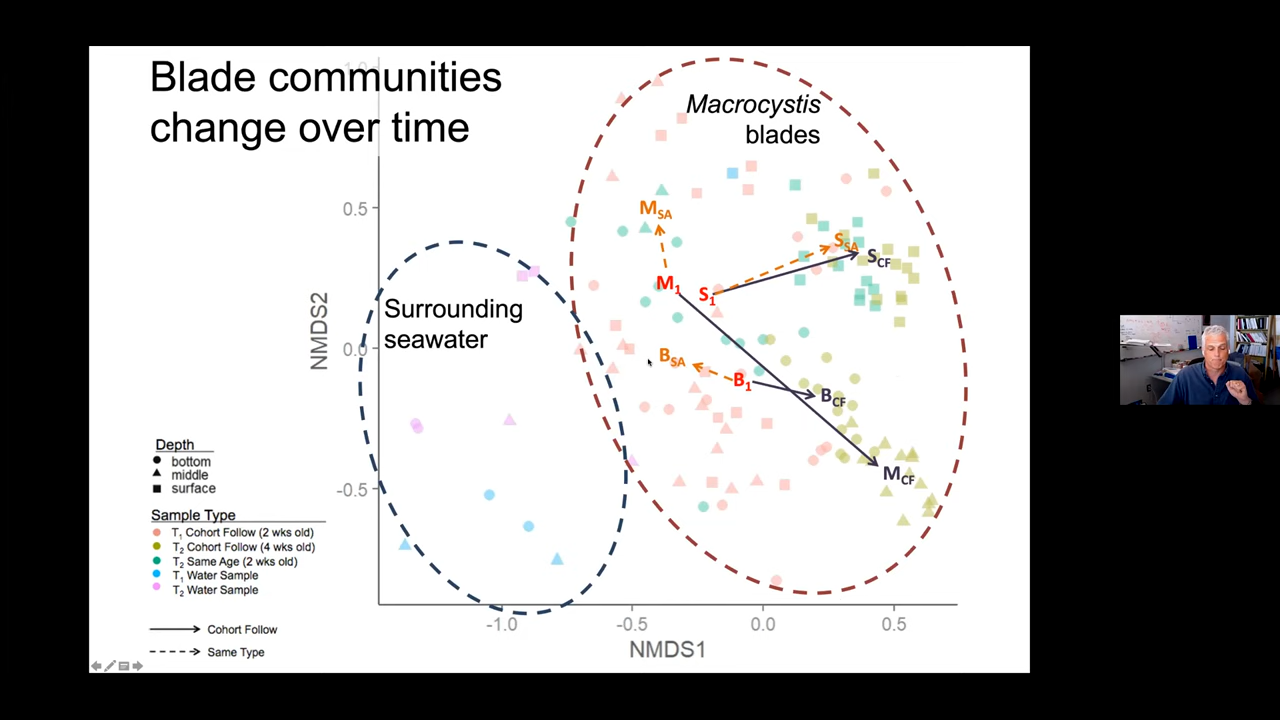 Blade communities
change over time
1.0
Macrocystis
blades
0.5
M_SA
S_SA
S_CF
M_1
S_1
Surrounding
seawater
NMDS2
0.0
B_SA
B_1
B_CF
Depth
bottom
middle
surface
M_CF
-0.5
Sample Type
T_1 Cohort Follow (2 wks old)
T_2 Cohort Follow (4 wks old)
T_2 Same Age (2 wks old)
T_1 Water Sample
T_2 Water Sample
-1.0 -0.5 0.0 0.5
NMDS1
Cohort Follow
Same Type